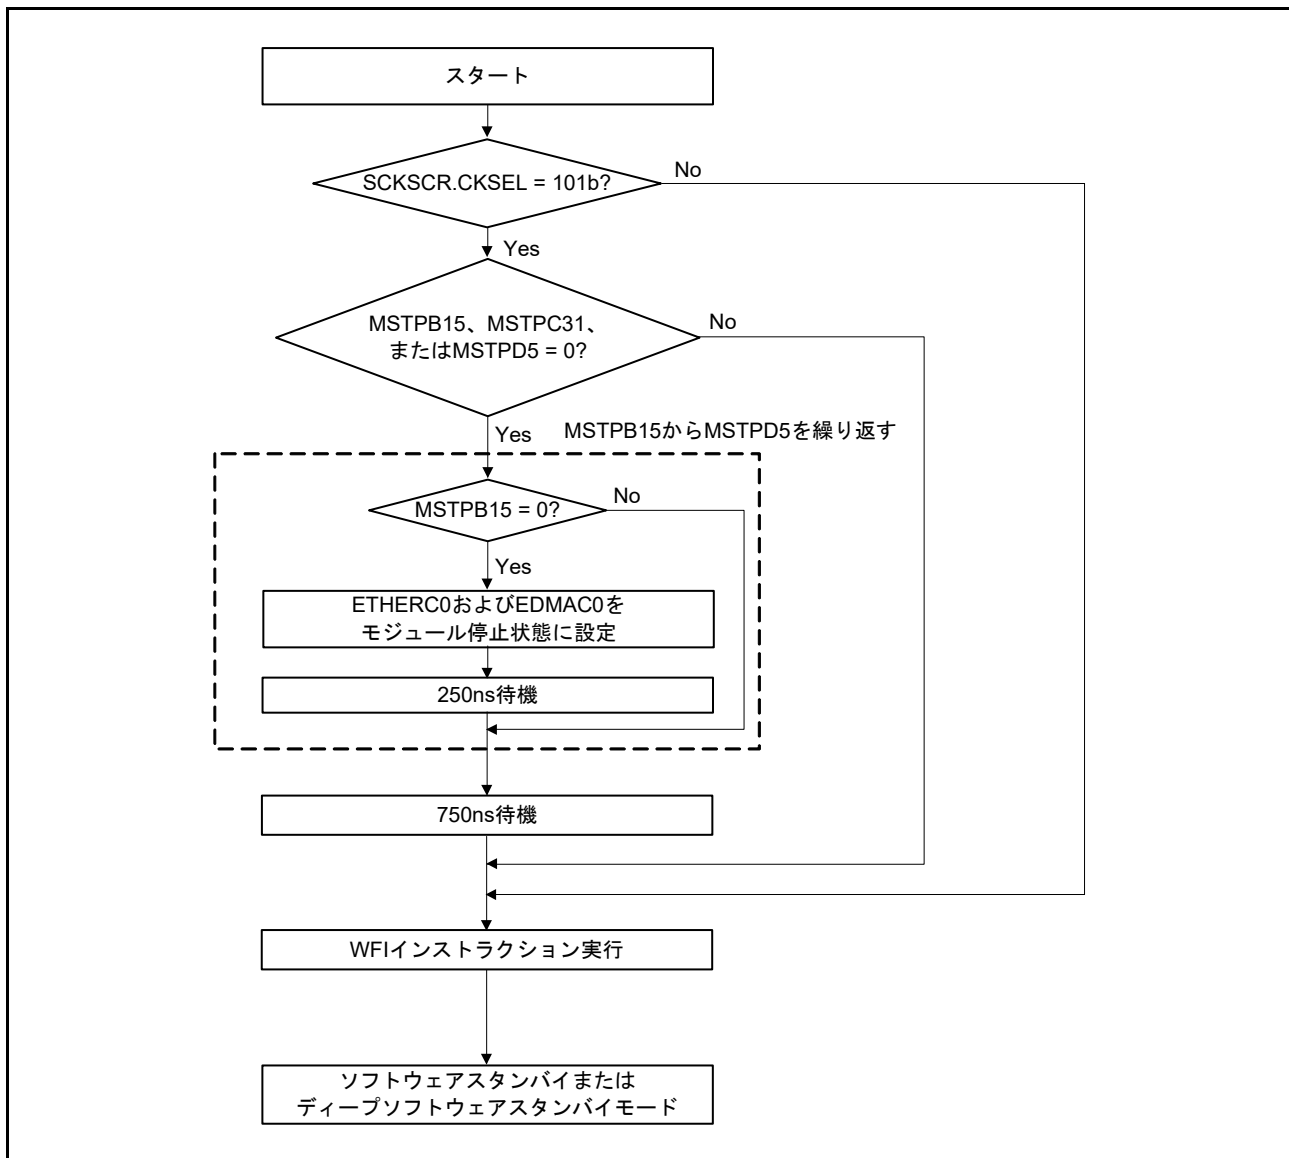 スタート
SCKSCR.CKSEL = 101b?
No
Yes
MSTPB15、MSTPC31、
またはMSTPD5 = 0?
No
Yes
MSTPB15からMSTPD5を繰り返す
MSTPB15 = 0?
No
Yes
ETHERC0およびEDMAC0を
モジュール停止状態に設定
250ns待機
750ns待機
WFIインストラクション実行
ソフトウェアスタンバイまたは
ディープソフトウェアスタンバイモード